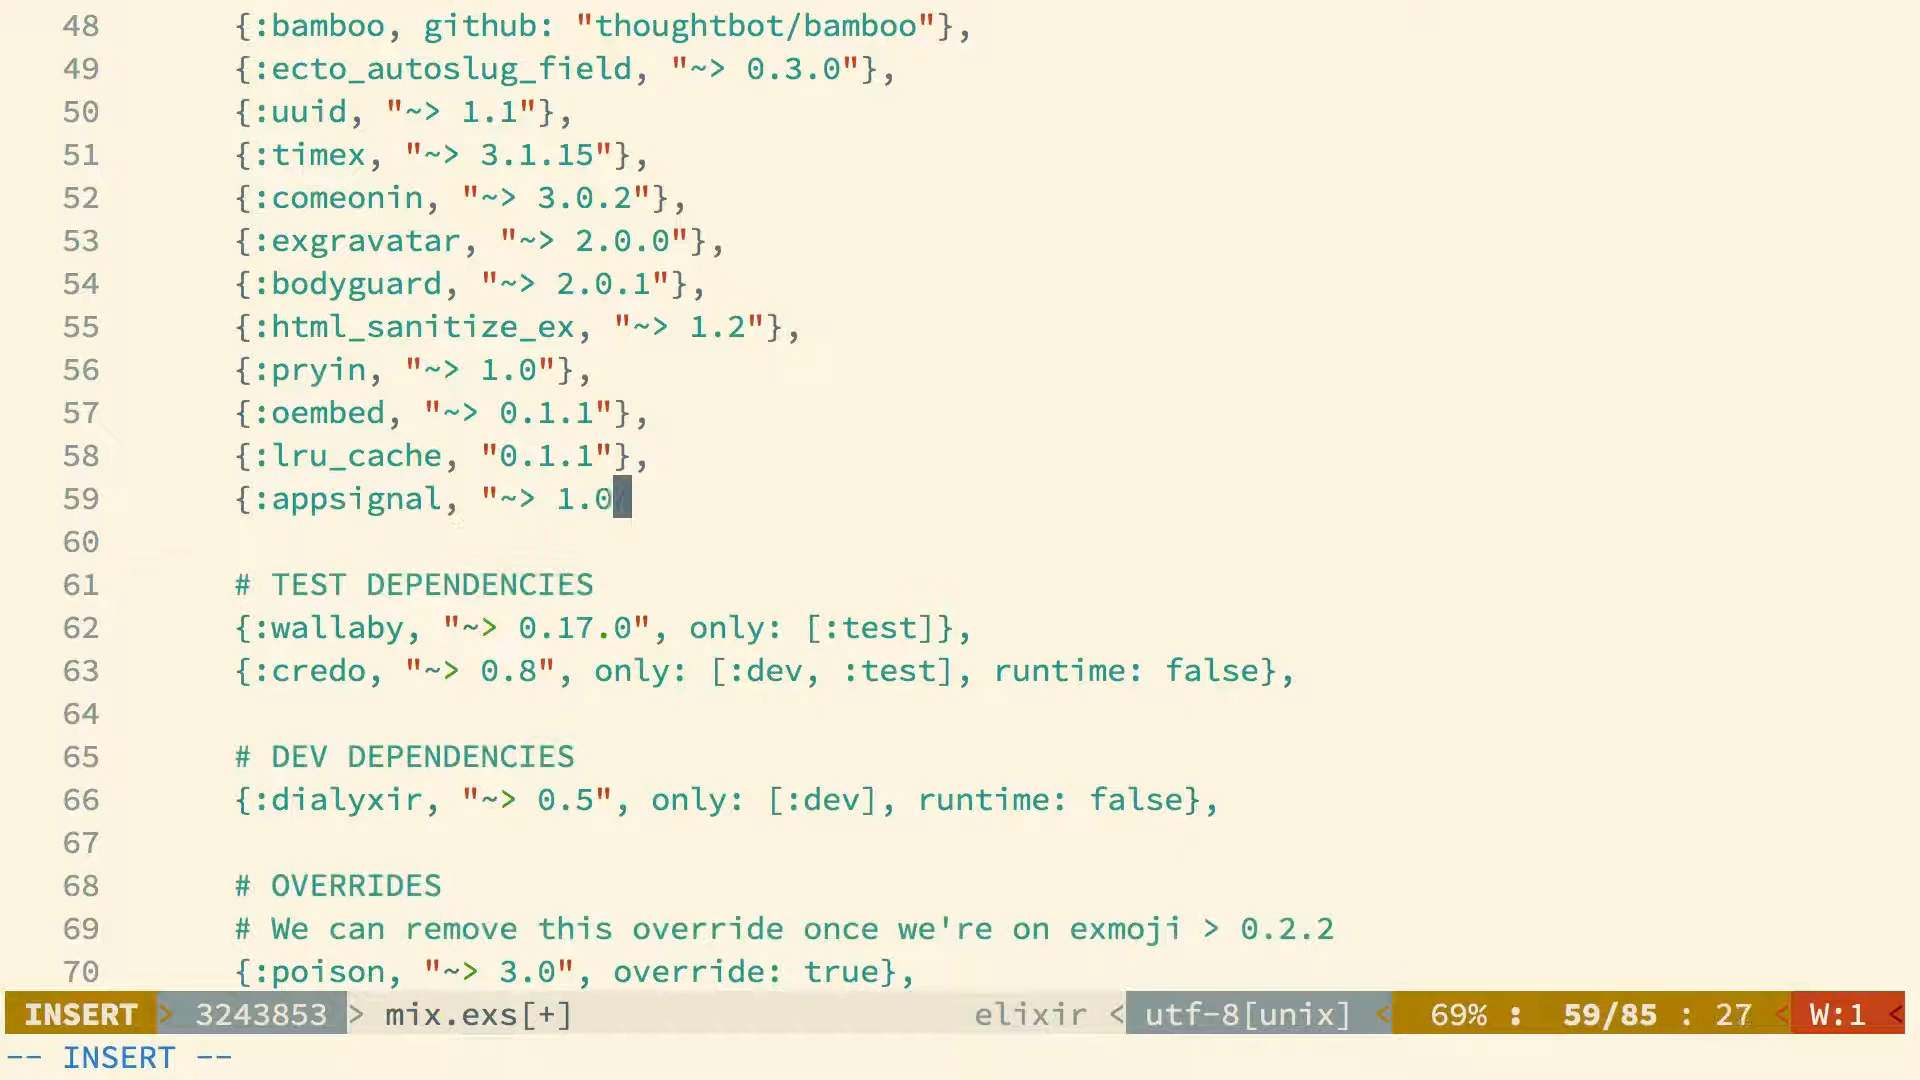 48 {:bamboo, github: "thoughtbot/bamboo"},
49 {:ecto_autoslug_field, "~> 0.3.0"},
50 {:uuid, "~> 1.1"},
51 {:timex, "~> 3.1.15"},
52 {:comeonin, "~> 3.0.2"},
53 {:exgravatar, "~> 2.0.0"},
54 {:bodyguard, "~> 2.0.1"},
55 {:html_sanitize_ex, "~> 1.2"},
56 {:pryin, "~> 1.0"},
57 {:oembed, "~> 0.1.1"},
58 {:lru_cache, "0.1.1"},
59 {:appsignal, "~> 1.0
60
61 # TEST DEPENDENCIES
62 {:wallaby, "~> 0.17.0", only: [:test]},
63 {:credo, "~> 0.8", only: [:dev, :test], runtime: false},
64
65 # DEV DEPENDENCIES
66 {:dialyxir, "~> 0.5", only: [:dev], runtime: false},
67
68 # OVERRIDES
69 # We can remove this override once we're on exmoji > 0.2.2
70 {:poison, "~> 3.0", override: true},
INSERT > 3243853 > mix.exs[+] elixir < utf-8[unix] < 69% : 59/85 : 27 < W:1 <
-- INSERT --